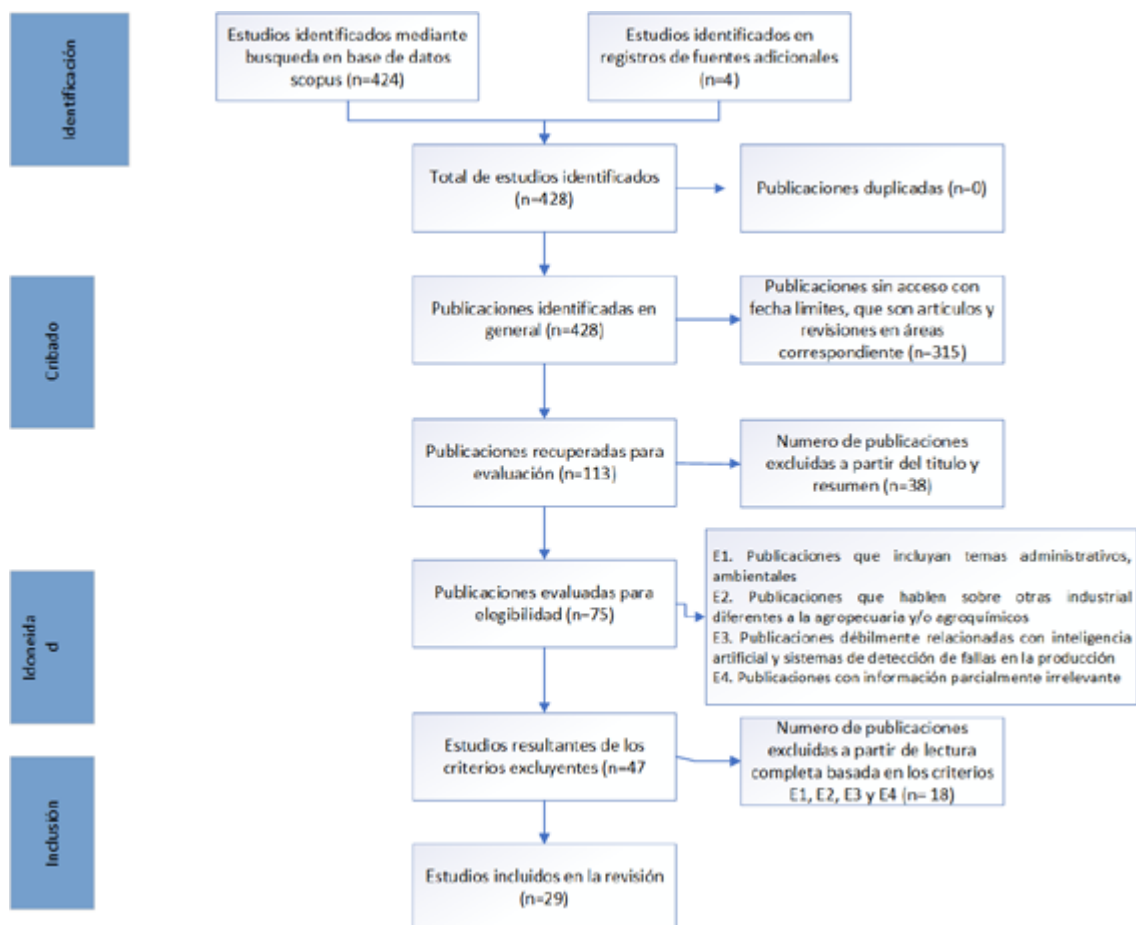 Identificación
Estudios identificados mediante
busqueda en base de datos
scopus (n=424)
Estudios identificados en
registros de fuentes adicionales
(n=4)
Total de estudios identificados
(n=428)
Publicaciones duplicadas (n=0)
Cribado
Publicaciones identificadas en
general (n=428)
Publicaciones sin acceso con
fecha limites, que son artículos y
revisiones en áreas
correspondiente (n=315)
Publicaciones recuperadas para
evaluación (n=113)
Numero de publicaciones
excluidas a partir del titulo y
resumen (n=38)
Idoneida
d
Publicaciones evaluadas para
elegibilidad (n=75)
E1. Publicaciones que incluyan temas administrativos,
ambientales
E2. Publicaciones que hablen sobre otras industrial
diferentes a la agropecuaria y/o agroquímicos
E3. Publicaciones débilmente relacionadas con inteligencia
artificial y sistemas de detección de fallas en la producción
E4. Publicaciones con información parcialmente irrelevante
Estudios resultantes de los
criterios excluyentes (n=47
Numero de publicaciones
excluidas a partir de lectura
completa basada en los criterios
E1, E2, E3 y E4 (n= 18)
Inclusión
Estudios incluidos en la revisión
(n=29)